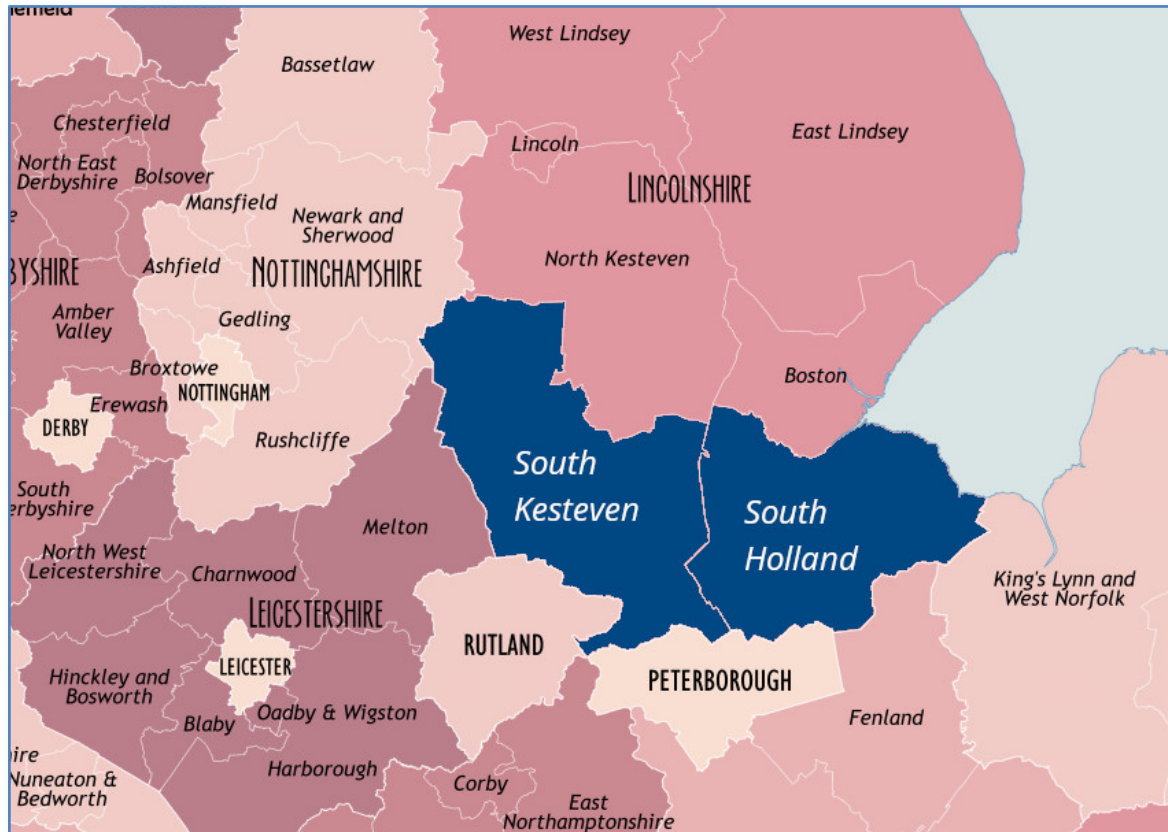 West Lindsey
Bassetlaw
Chesterfield
East Lindsey
Lincoln
North East
Derbyshire
Bolsover
LINCOLNSHIRE
Mansfield
Newark and
Sherwood
North Kesteven
Ashfield
NOTTINGHAMSHIRE
Amber
Valley
Gedling
Broxtowe
NOTTINGHAM
Boston
Erewash
DERBY
Rushcliffe
South
Kesteven
South
Holland
South
erbyshire
Melton
North West
Leicestershire
Charnwood
King's Lynn and
West Norfolk
LEICESTERSHIRE
RUTLAND
LEICESTER
Hinckley and
Bosworth
PETERBOROUGH
Oadby & Wigston
Blaby
Fenland
Harborough
Nuneaton &
Bedworth
Corby
East
Northamptonshire